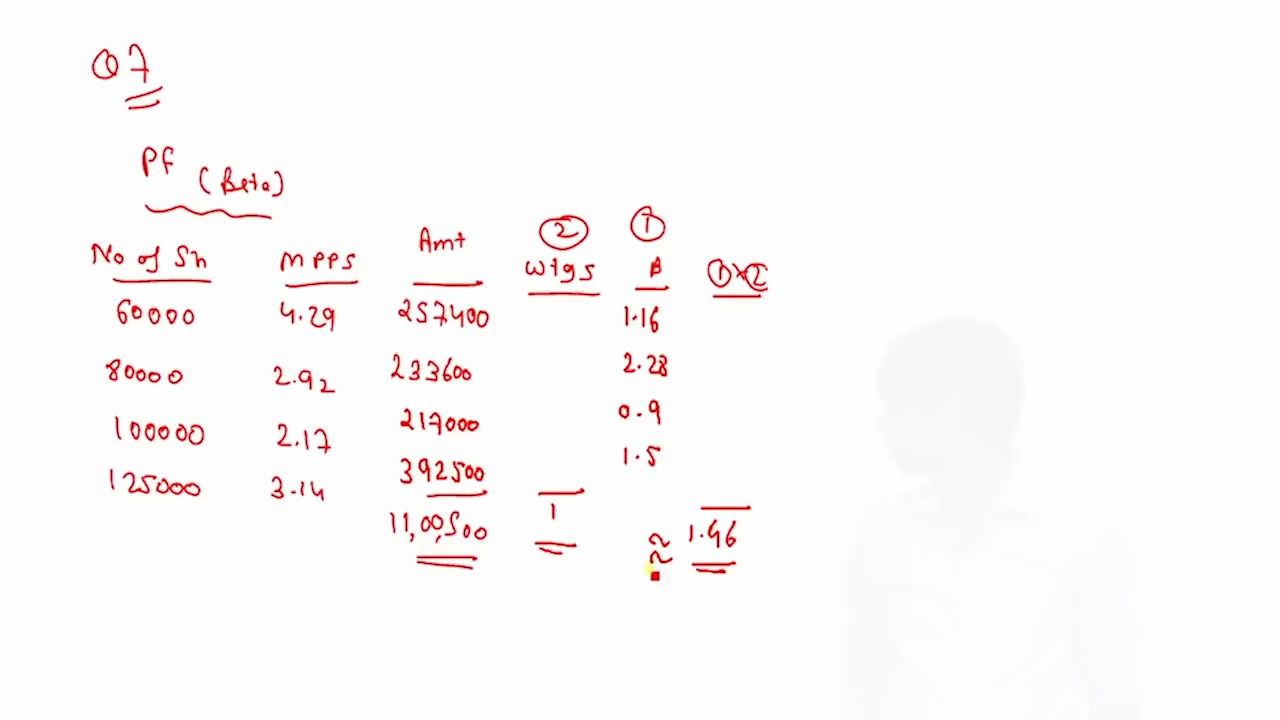 Q7
Pf (Beta)
No of Sh MPPS Amt ② Wtgs ① β ①×②
60000 4.29 257400 1.16
80000 2.92 233600 2.28
100000 2.17 217000 0.9
125000 3.14 392500 1.5
11,00,500 1 ≈ 1.46